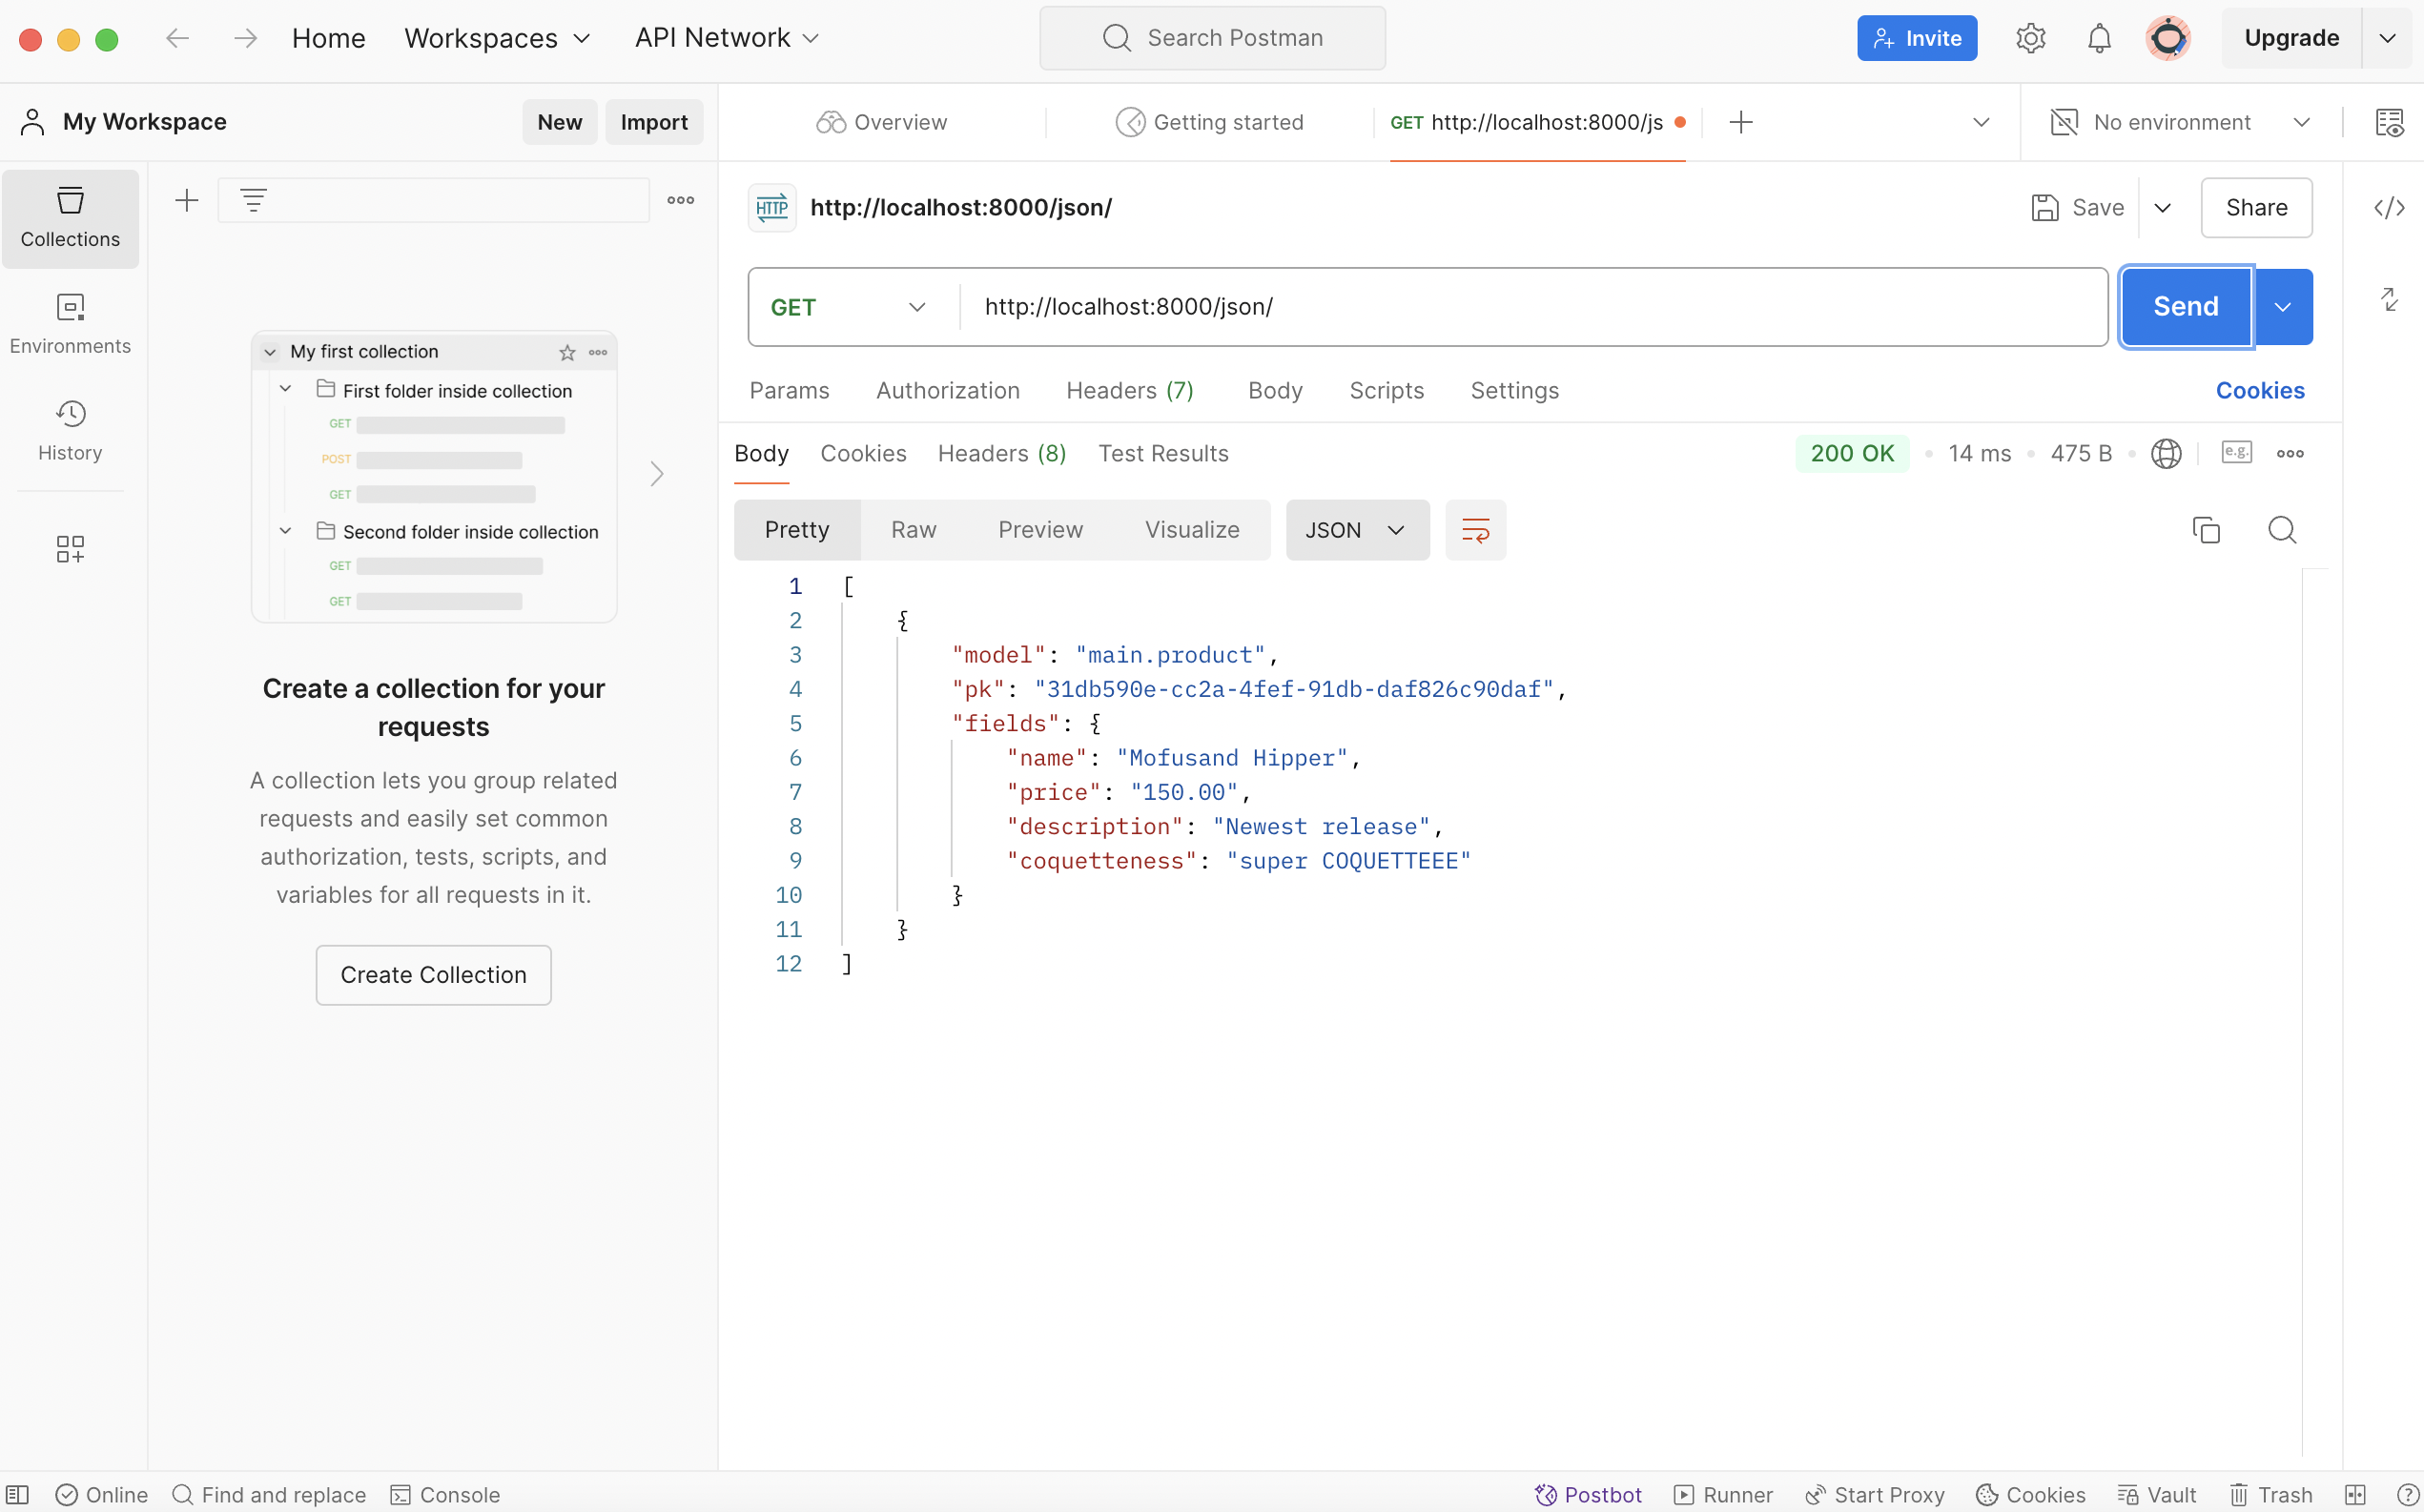 Home Workspaces API Network Search Postman Invite Upgrade
My Workspace New Import Overview Getting started GET http://localhost:8000/js No environment
Collections
Environments
History
My first collection
First folder inside collection
GET
POST
GET
Second folder inside collection
GET
GET
Create a collection for your
requests
A collection lets you group related
requests and easily set common
authorization, tests, scripts, and
variables for all requests in it.
Create Collection
HTTP http://localhost:8000/json/ Save Share
GET http://localhost:8000/json/ Send
Params Authorization Headers (7) Body Scripts Settings Cookies
Body Cookies Headers (8) Test Results 200 OK 14 ms 475 B e.g.
Pretty Raw Preview Visualize JSON
1 [
2 {
3 "model": "main.product",
4 "pk": "31db590e-cc2a-4fef-91db-daf826c90daf",
5 "fields": {
6 "name": "Mofusand Hipper",
7 "price": "150.00",
8 "description": "Newest release",
9 "coquetteness": "super COQUETTEEE"
10 }
11 }
12 ]
Online Find and replace Console Postbot Runner Start Proxy Cookies Vault Trash